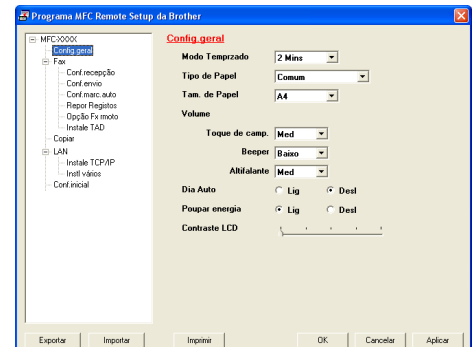 Programa MFC Remote Setup da Brother
MFC-XXXX
Config.geral
Fax
Conf.recepção
Conf.envio
Conf.marc.auto
Repor Registos
Opção Fx rmoto
Instale TAD
Copiar
LAN
Instale TCP/IP
Instl vários
Conf.inicial
Config.geral
Modo Temprzado 2 Mins
Tipo de Papel Comum
Tam. de Papel A4
Volume
Toque de camp. Med
Beeper Baixo
Altifalante Med
Dia Auto Lig Desl
Poupar energia Lig Desl
Contraste LCD
Exportar Importar Imprimir OK Cancelar Aplicar